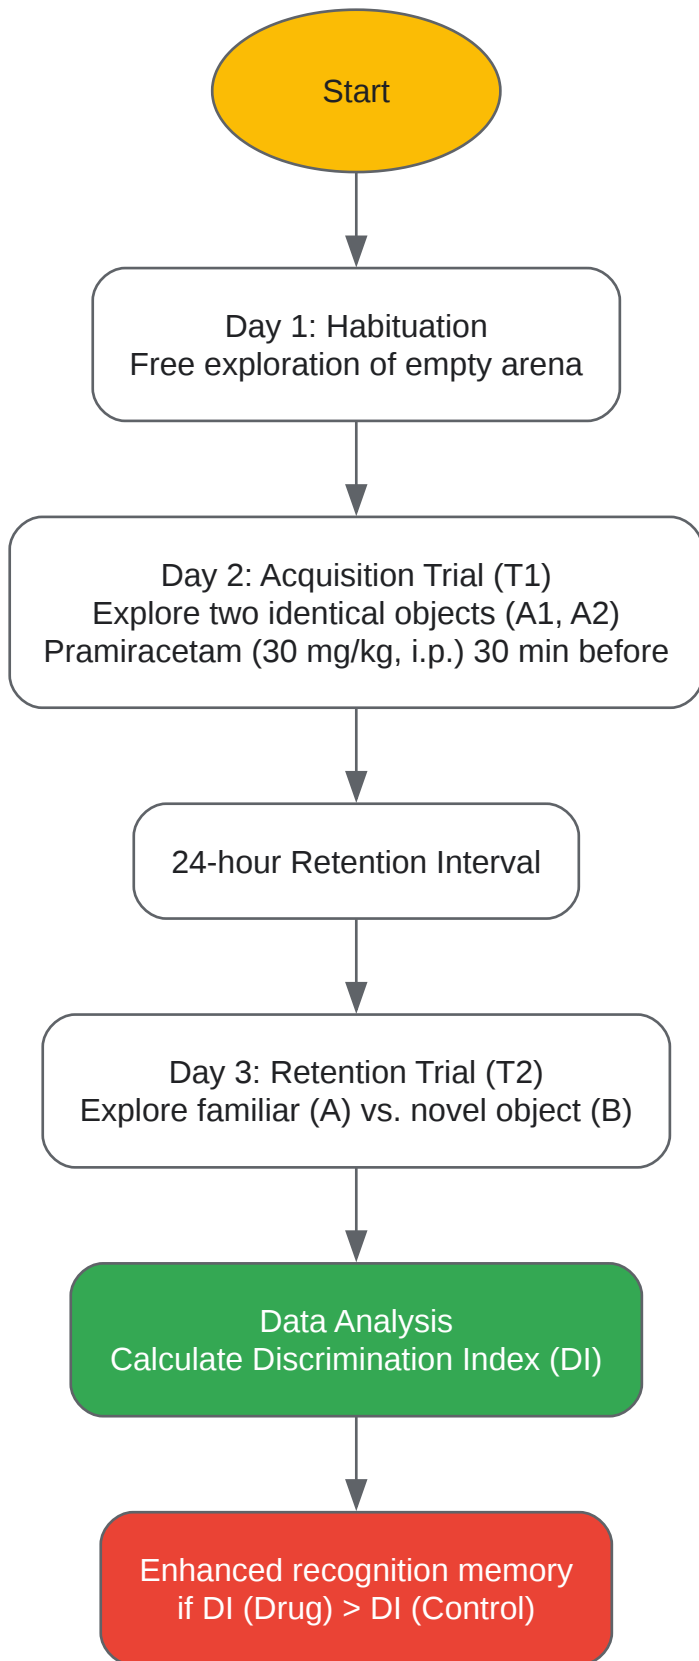 Start
Day 1: Habituation
Free exploration of empty arena
Day 2: Acquisition Trial (T1)
Explore two identical objects (A1, A2)
Pramiracetam (30 mg/kg, i.p.) 30 min before
24-hour Retention Interval
Day 3: Retention Trial (T2)
Explore familiar (A) vs. novel object (B)
Data Analysis
Calculate Discrimination Index (DI)
Enhanced recognition memory
if DI (Drug) > DI (Control)